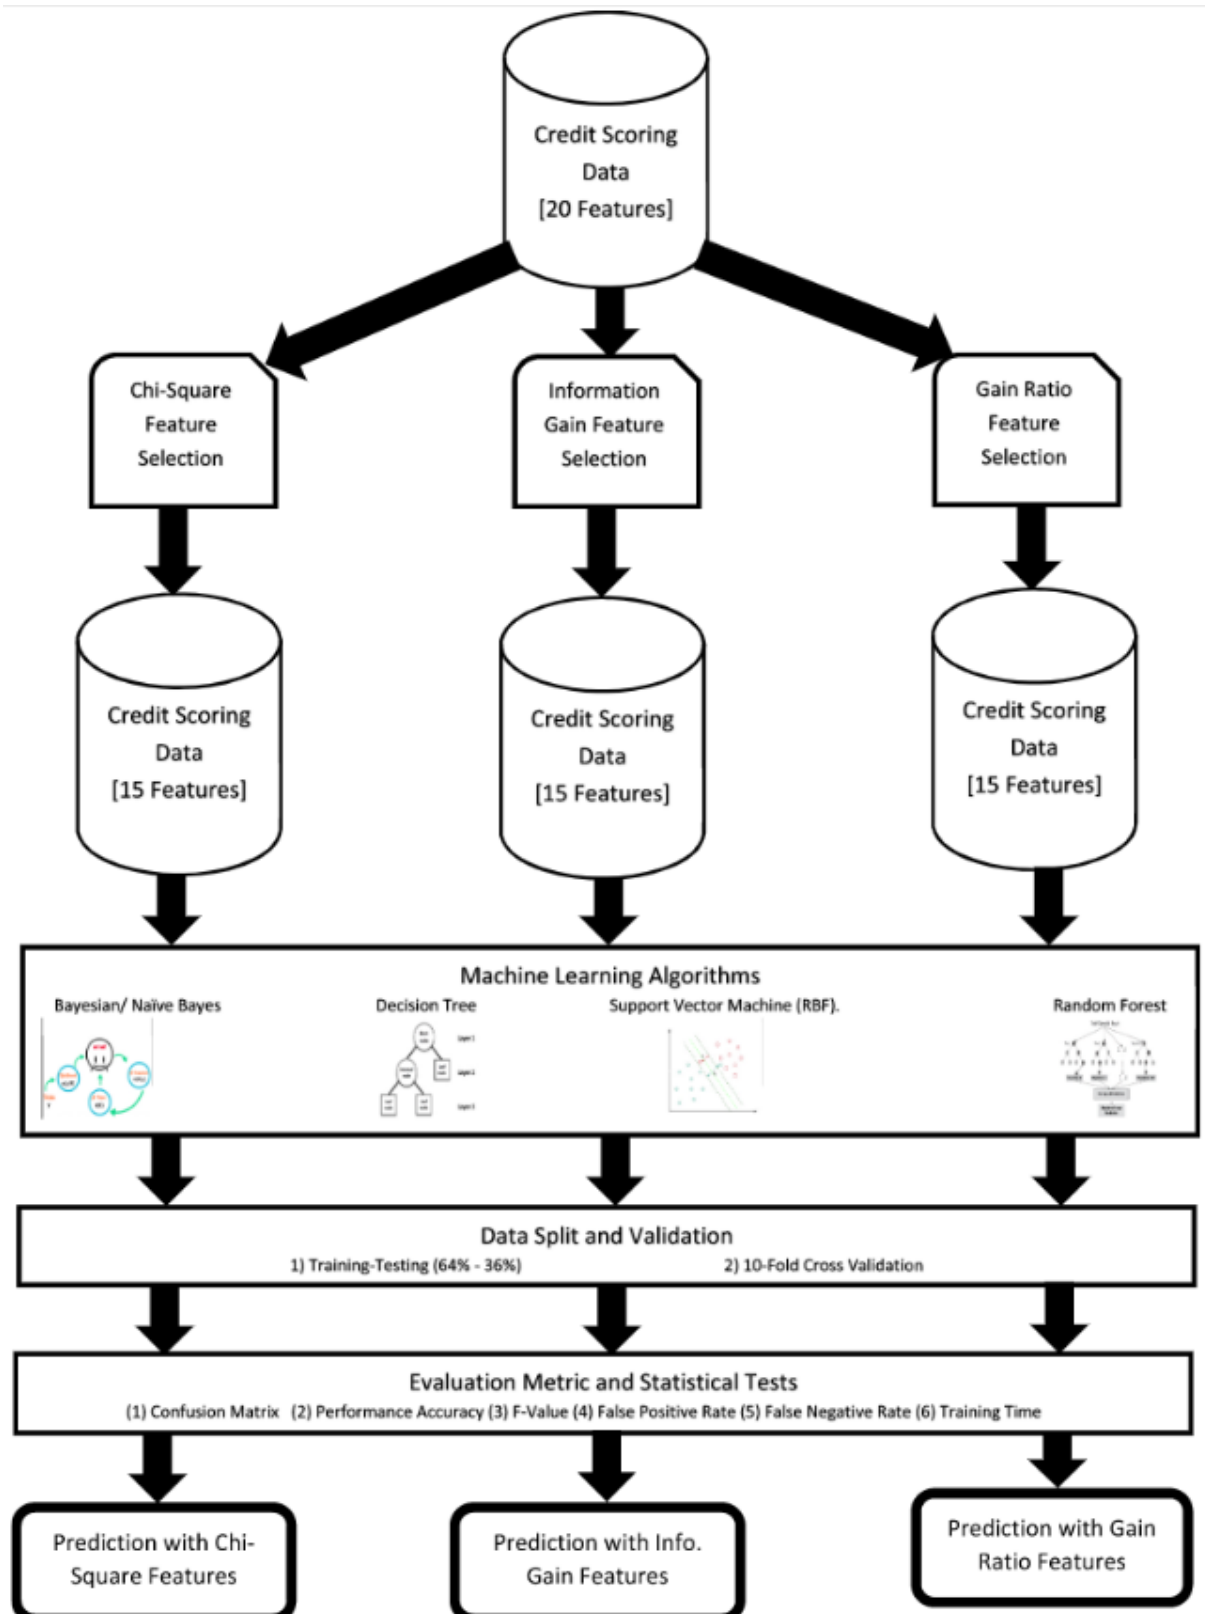 Credit Scoring
Data
[20 Features]
Chi-Square
Feature
Selection
Information
Gain Feature
Selection
Gain Ratio
Feature
Selection
Credit Scoring
Data
[15 Features]
Credit Scoring
Data
[15 Features]
Credit Scoring
Data
[15 Features]
Machine Learning Algorithms
Bayesian/ Naïve Bayes
Decision Tree
Support Vector Machine (RBF}.
Random Forest
Data Split and Validation
1) Training-Testing (64% - 36%)
2) 10-Fold Cross Validation
Evaluation Metric and Statistical Tests
(1) Confusion Matrix (2) Performance Accuracy (3) F-Value (4) False Positive Rate (5) False Negative Rate (6) Training Time
Prediction with Chi-
Square Features
Prediction with Info.
Gain Features
Prediction with Gain
Ratio Features